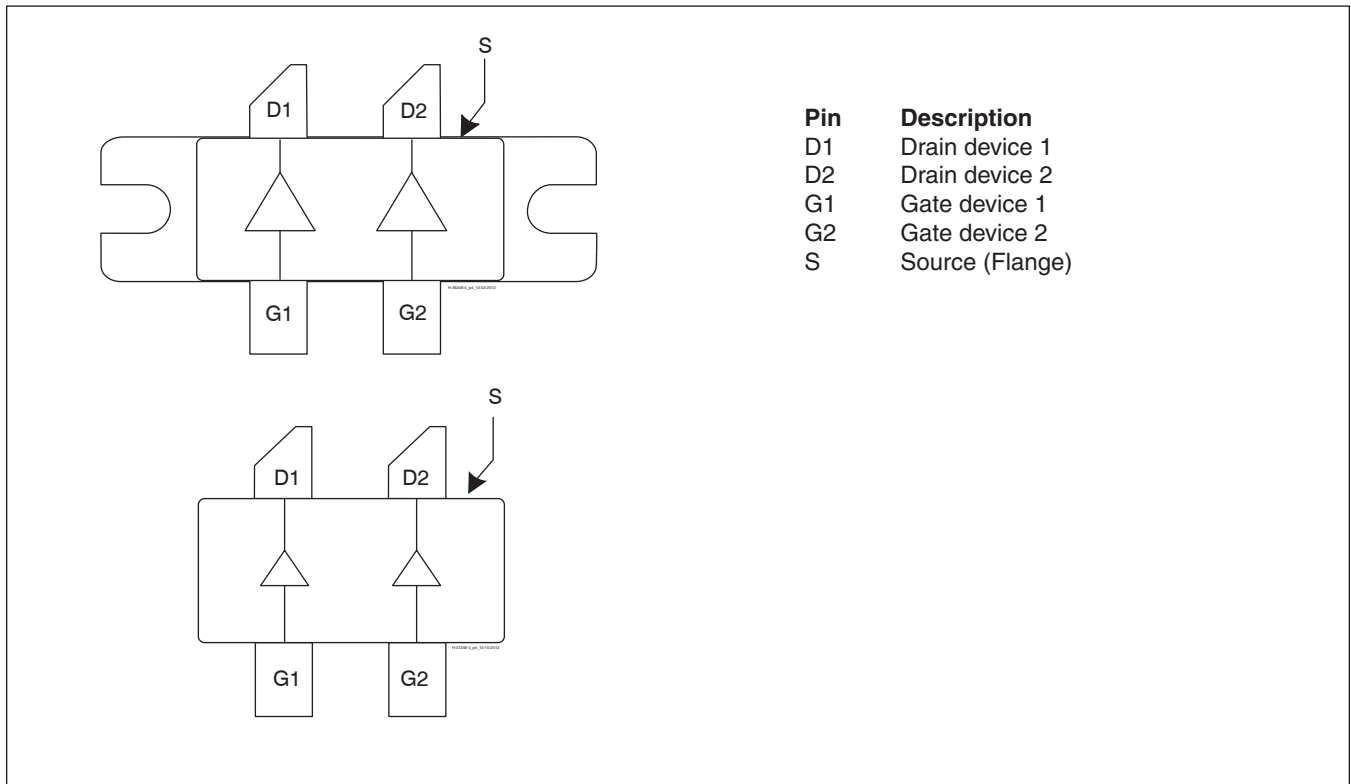 S
D1 D2
G1 G2
S
D1 D2
G1 G2
Pin Description
D1 Drain device 1
D2 Drain device 2
G1 Gate device 1
G2 Gate device 2
S Source (Flange)